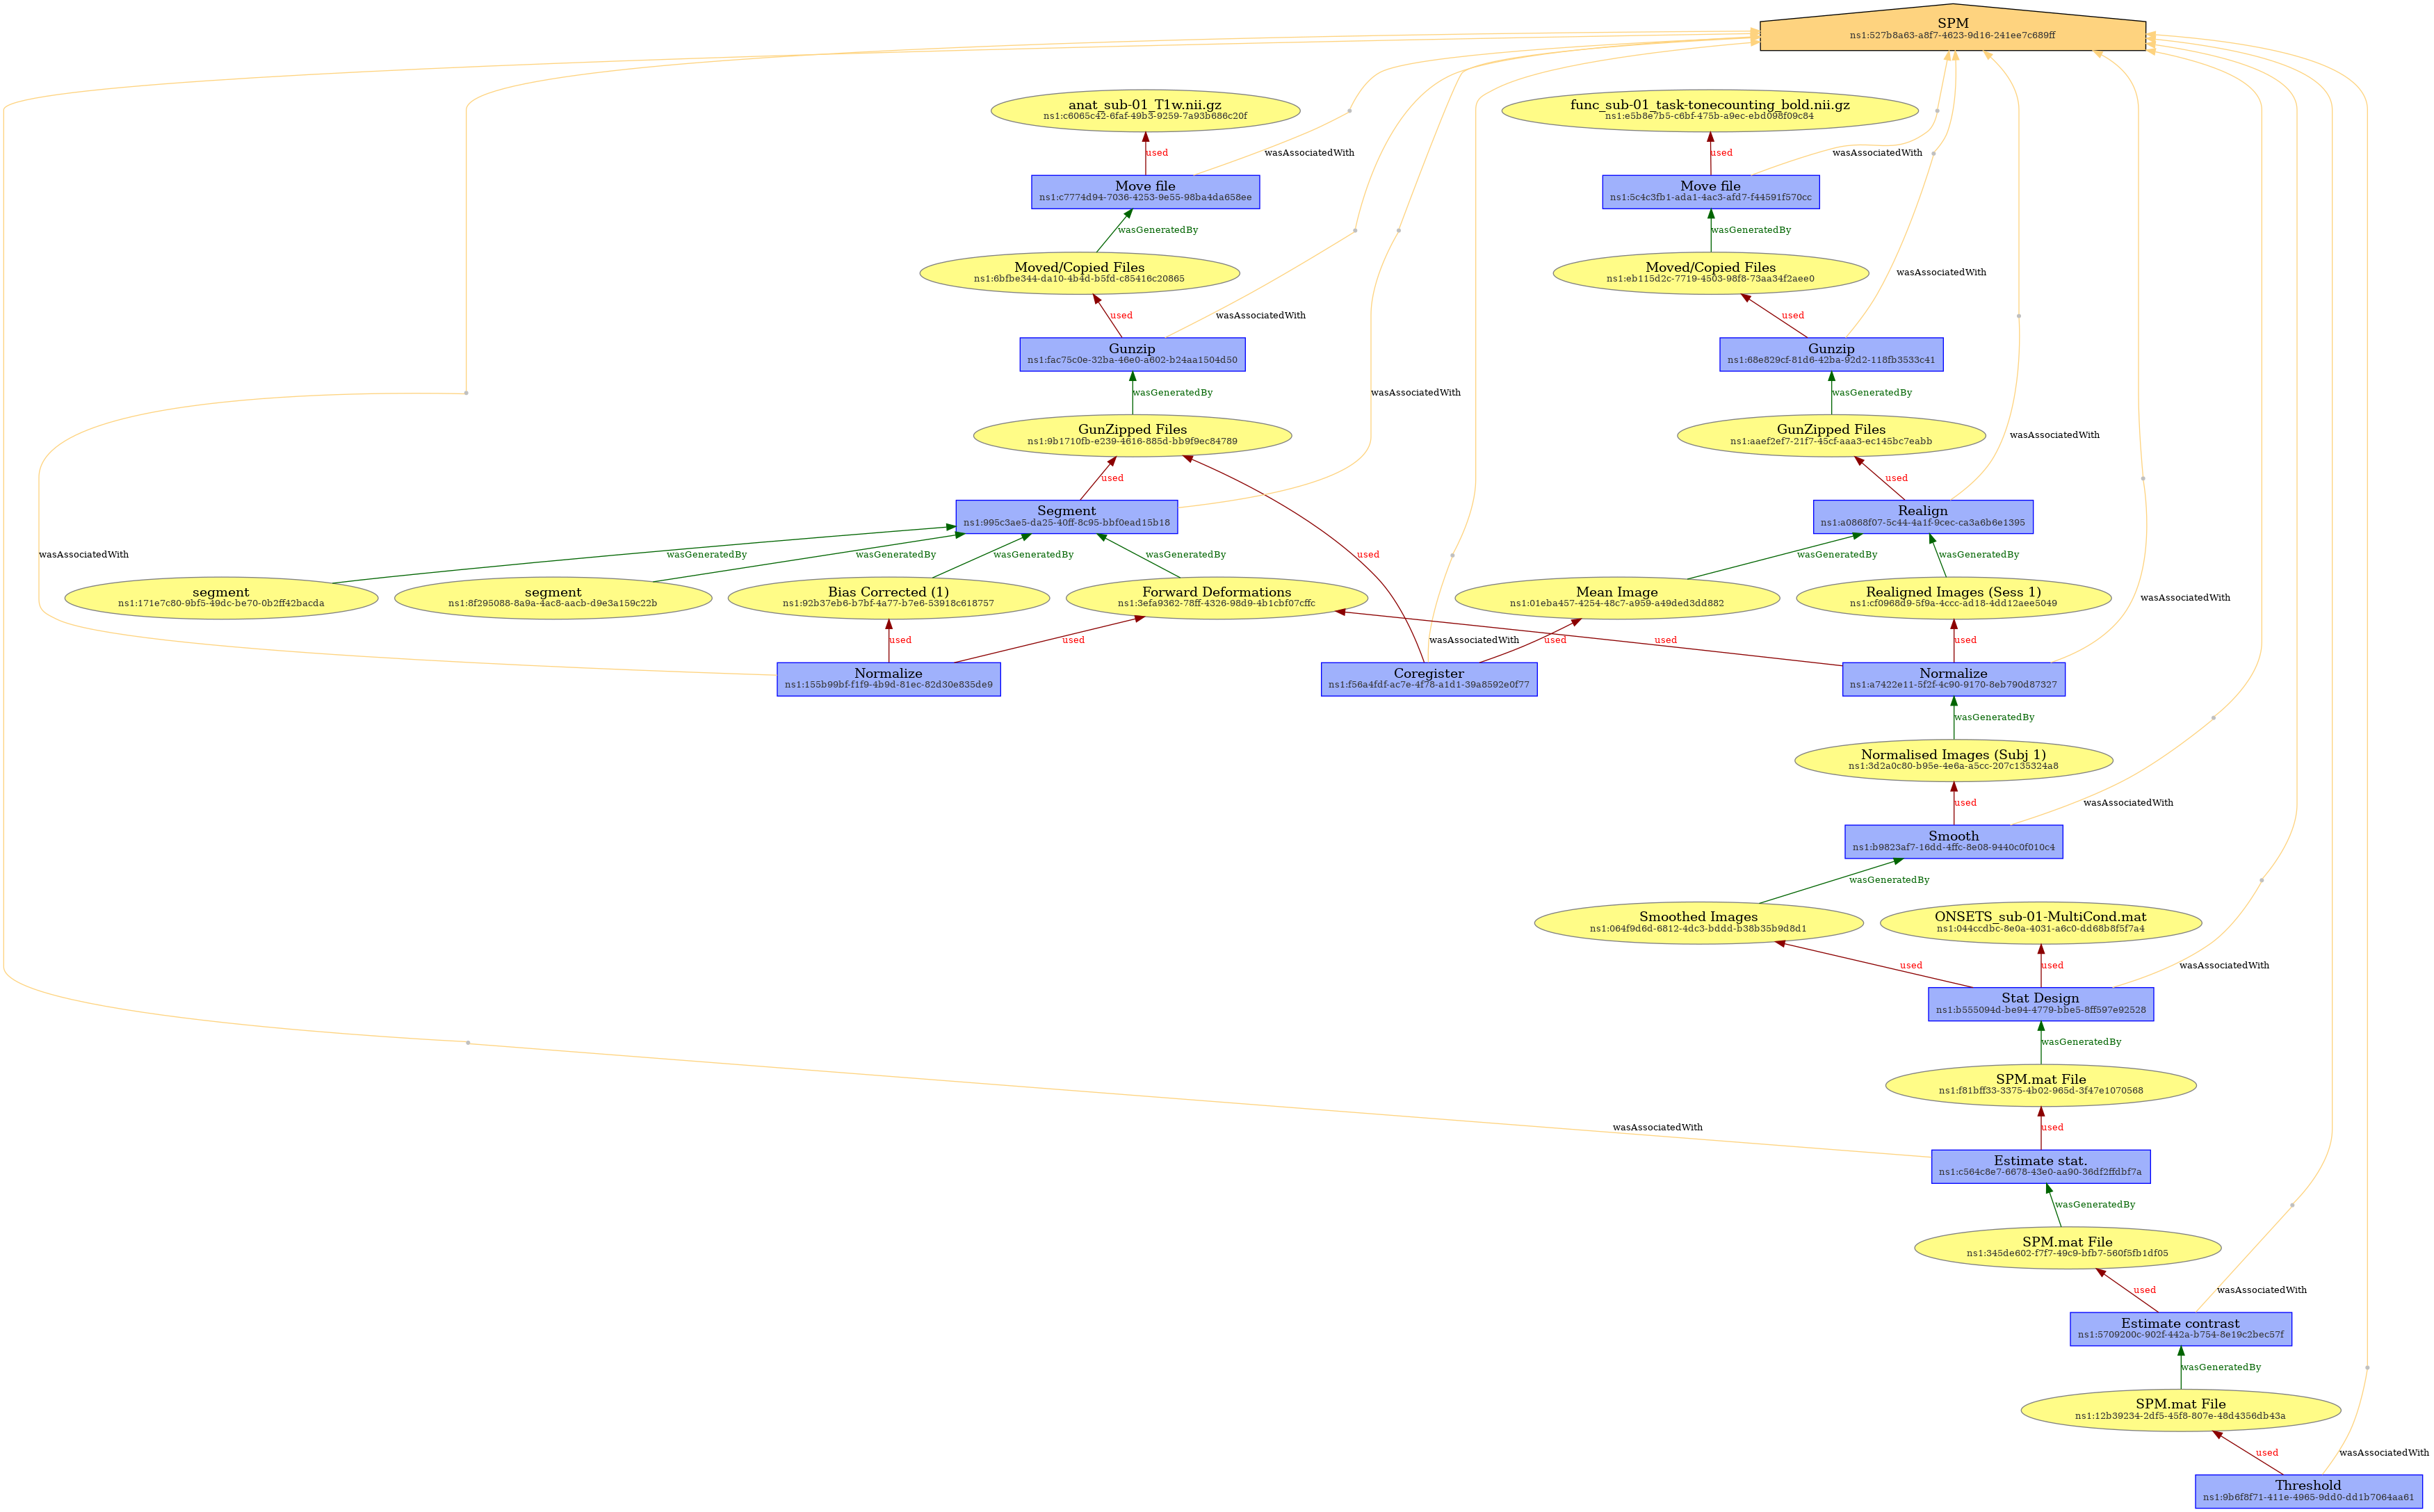 SPM
ns1:527b8a63-a8f7-4623-9d16-241ee7c689ff
anat_sub-01_T1w.nii.gz
ns1:c6065c42-6faf-49b3-9259-7a93b686c20f
func_sub-01_task-tonecounting_bold.nii.gz
ns1:e5b8e7b5-c6bf-475b-a9ec-ebd098f09c84
used
wasAssociatedWith
used
wasAssociatedWith
Move file
ns1:c7774d94-7036-4253-9e55-98ba4da658ee
Move file
ns1:5c4c3fb1-ada1-4ac3-afd7-f44591f570cc
wasGeneratedBy
wasGeneratedBy
Moved/Copied Files
ns1:6bfbe344-da10-4b4d-b5fd-c85416c20865
Moved/Copied Files
ns1:eb115d2c-7719-4503-98f8-73aa34f2aee0
wasAssociatedWith
used
wasAssociatedWith
used
Gunzip
ns1:fac75c0e-32ba-46e0-a602-b24aa1504d50
Gunzip
ns1:68e829cf-81d6-42ba-92d2-118fb3533c41
wasGeneratedBy
wasAssociatedWith
wasGeneratedBy
GunZipped Files
ns1:9b1710fb-e239-4616-885d-bb9f9ec84789
GunZipped Files
ns1:aaef2ef7-21f7-45cf-aaa3-ec145bc7eabb
wasAssociatedWith
used
used
Segment
ns1:995c3ae5-da25-40ff-8c95-bbf0ead15b18
Realign
ns1:a0868f07-5c44-4a1f-9cec-ca3a6b6e1395
wasAssociatedWith
wasGeneratedBy
wasGeneratedBy
wasGeneratedBy
wasGeneratedBy
used
wasGeneratedBy
wasGeneratedBy
segment
ns1:171e7c80-9bf5-49dc-be70-0b2ff42bacda
segment
ns1:8f295088-8a9a-4ac8-aacb-d9e3a159c22b
Bias Corrected (1)
ns1:92b37eb6-b7bf-4a77-b7e6-53918c618757
Forward Deformations
ns1:3efa9362-78ff-4326-98d9-4b1cbf07cffc
Mean Image
ns1:01eba457-4254-48c7-a959-a49ded3dd882
Realigned Images (Sess 1)
ns1:cf0968d9-5f9a-4ccc-ad18-4dd12aee5049
wasAssociatedWith
used
used
wasAssociatedWith
used
used
used
Normalize
ns1:155b99bf-f1f9-4b9d-81ec-82d30e835de9
Coregister
ns1:f56a4fdf-ac7e-4f78-a1d1-39a8592e0f77
Normalize
ns1:a7422e11-5f2f-4c90-9170-8eb790d87327
wasGeneratedBy
Normalised Images (Subj 1)
ns1:3d2a0c80-b95e-4e6a-a5cc-207c135324a8
used
wasAssociatedWith
Smooth
ns1:b9823af7-16dd-4ffc-8e08-9440c0f010c4
wasGeneratedBy
Smoothed Images
ns1:064f9d6d-6812-4dc3-bddd-b38b35b9d8d1
ONSETS_sub-01-MultiCond.mat
ns1:044ccdbc-8e0a-4031-a6c0-dd68b8f5f7a4
used
used
wasAssociatedWith
Stat Design
ns1:b555094d-be94-4779-bbe5-8ff597e92528
wasGeneratedBy
SPM.mat File
ns1:f81bff33-3375-4b02-965d-3f47e1070568
wasAssociatedWith
used
Estimate stat.
ns1:c564c8e7-6678-43e0-aa90-36df2ffdbf7a
wasGeneratedBy
SPM.mat File
ns1:345de602-f7f7-49c9-bfb7-560f5fb1df05
used
wasAssociatedWith
Estimate contrast
ns1:5709200c-902f-442a-b754-8e19c2bec57f
wasGeneratedBy
SPM.mat File
ns1:12b39234-2df5-45f8-807e-48d4356db43a
used
wasAssociatedWith
Threshold
ns1:9b6f8f71-411e-4965-9dd0-dd1b7064aa61